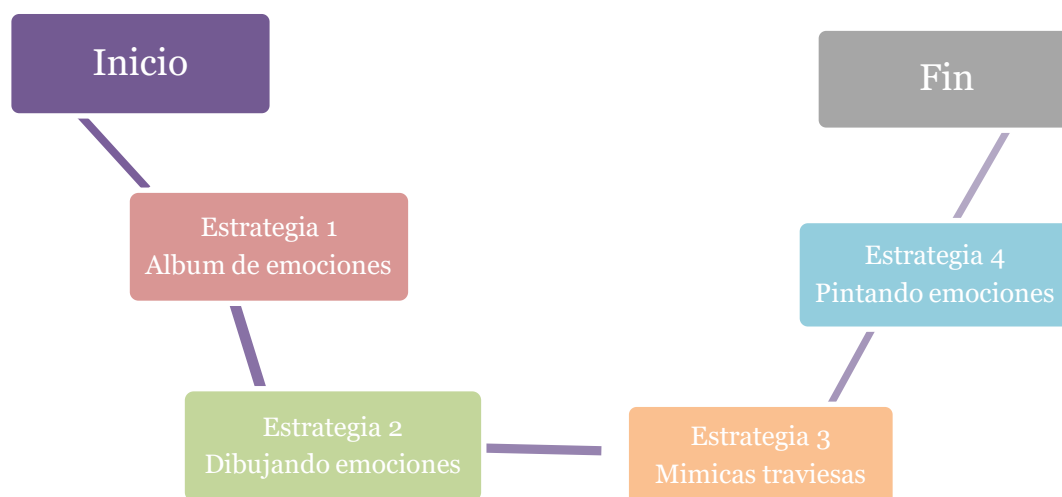 Inicio
Estrategia 1
Album de emociones
Estrategia 2
Dibujando emociones
Estrategia 3
Mimicas traviesas
Estrategia 4
Pintando emociones
Fin